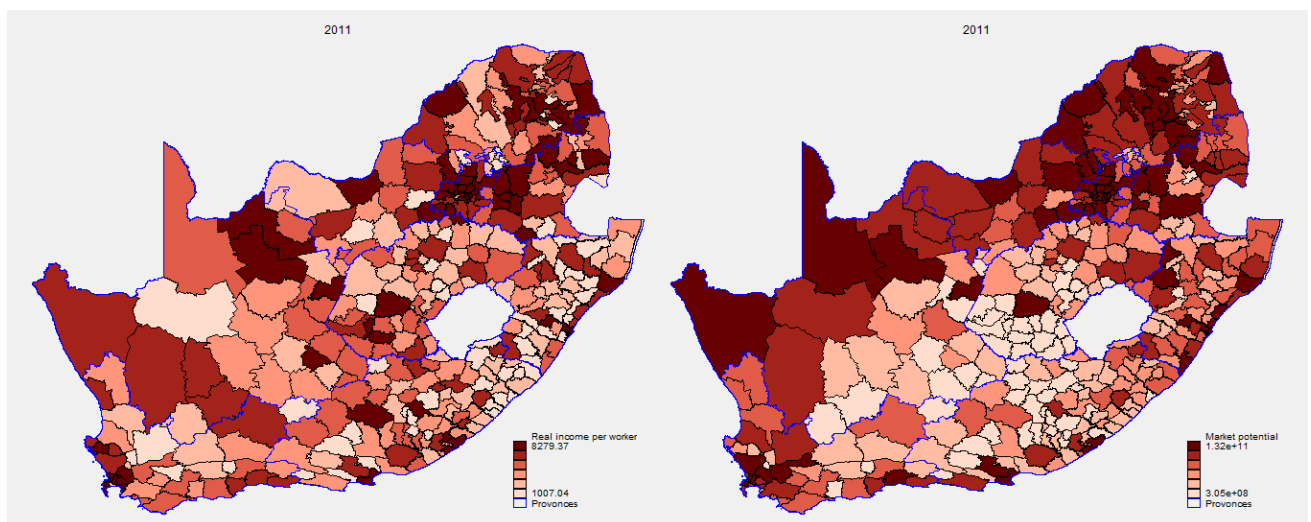 2011
Real income per worker
8279.37
1007.04
Provonces
2011
Market potential
1.32e+11
3.05e+08
Provonces